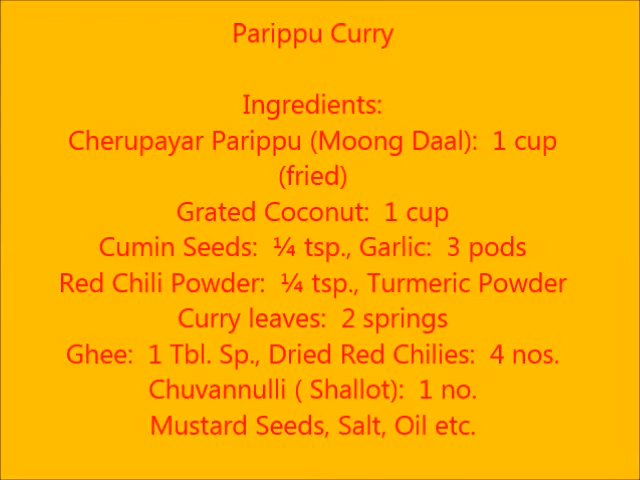 Parippu Curry
Ingredients:
Cherupayar Parippu (Moong Daal):  1 cup
(fried)
Grated Coconut:  1 cup
Cumin Seeds:  ¼ tsp., Garlic:  3 pods
Red Chili Powder:  ¼ tsp., Turmeric Powder
Curry leaves:  2 springs
Ghee:  1 Tbl. Sp., Dried Red Chilies:  4 nos.
Chuvannulli ( Shallot):  1 no.
Mustard Seeds, Salt, Oil etc.